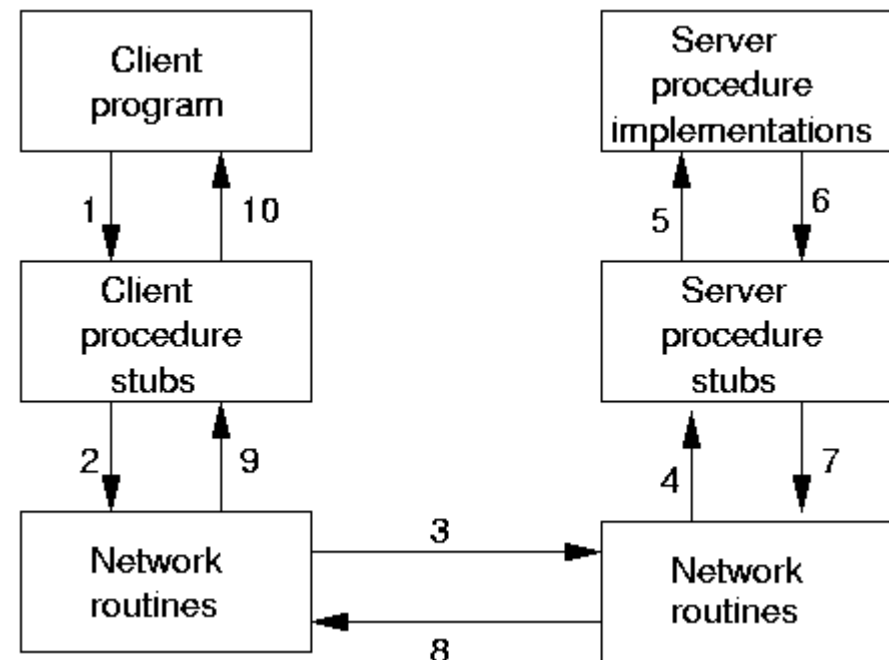 Client
program
Server
procedure
implementations
1
10
5
6
Client
procedure
stubs
Server
procedure
stubs
2
9
4
7
Network
routines
3
8
Network
routines